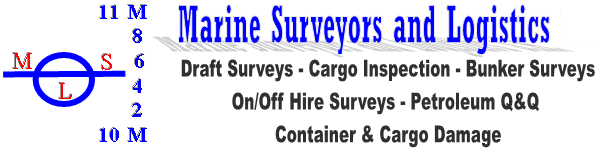 11 M
8
6
4
2
10 M
M S
L
Marine Surveyors and Logistics
Draft Surveys - Cargo Inspection - Bunker Surveys
On/Off Hire Surveys - Petroleum Q&Q
Container & Cargo Damage